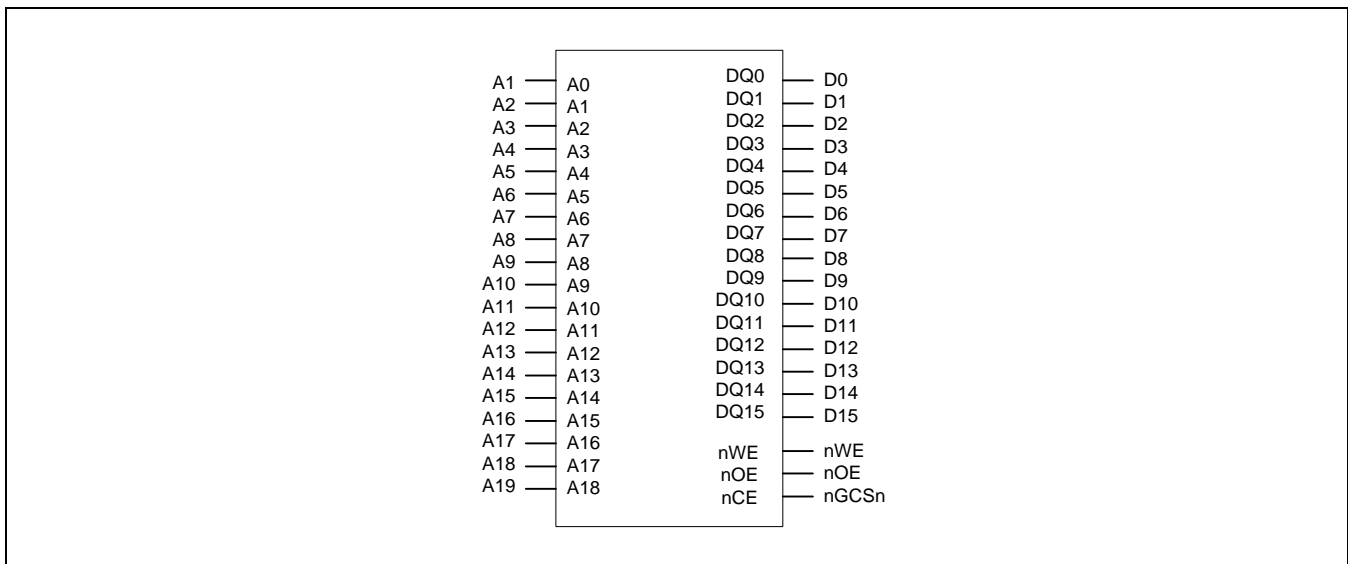 A1 A0 DQ0 D0
A2 A1 DQ1 D1
A3 A2 DQ2 D2
A4 A3 DQ3 D3
A5 A4 DQ4 D4
A6 A5 DQ5 D5
A7 A6 DQ6 D6
A8 A7 DQ7 D7
A9 A8 DQ8 D8
A10 A9 DQ9 D9
A11 A10 DQ10 D10
A12 A11 DQ11 D11
A13 A12 DQ12 D12
A14 A13 DQ13 D13
A15 A14 DQ14 D14
A16 A15 DQ15 D15
A17 A16 nWE nWE
A18 A17 nOE nOE
A19 A18 nCE nGCSn